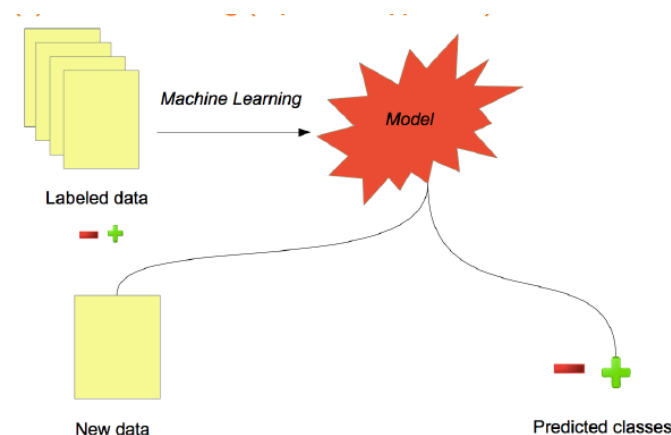 Machine Learning
Model
Labeled data
New data
Predicted classes